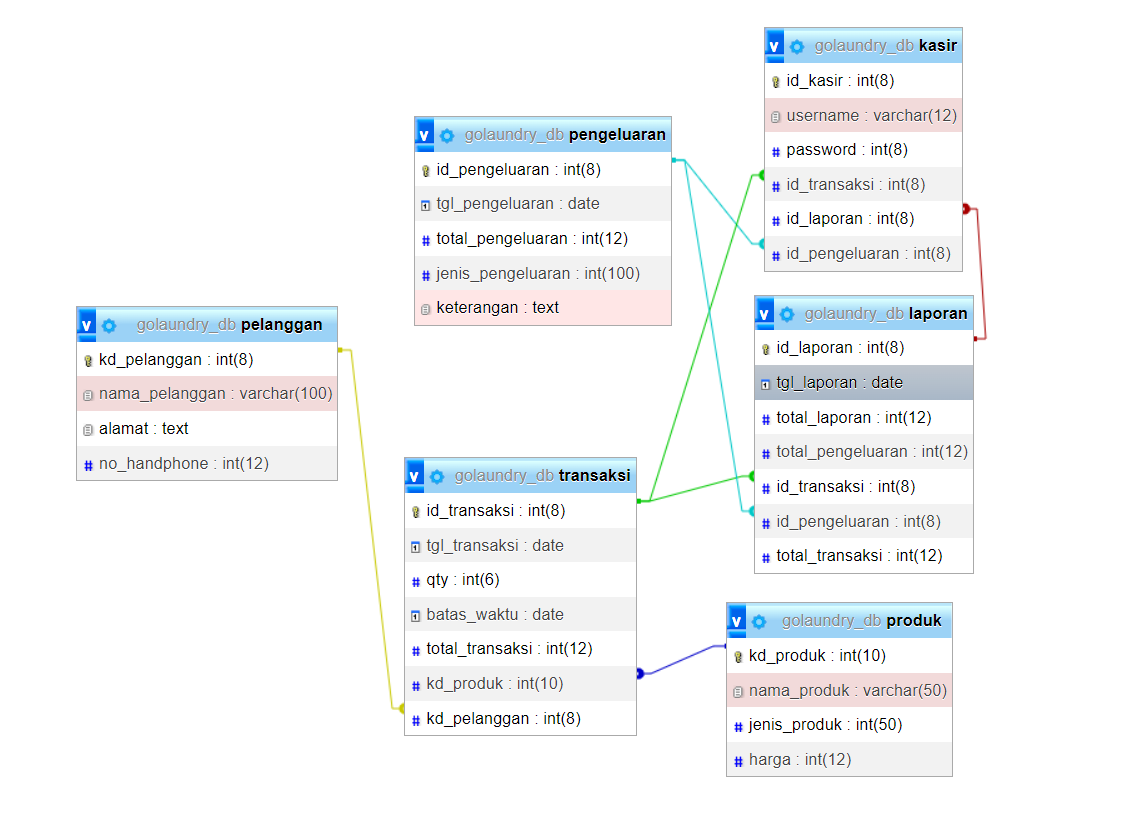 golaundry_db kasir
id_kasir : int(8)
username : varchar(12)
password : int(8)
id_transaksi : int(8)
id_laporan : int(8)
id_pengeluaran : int(8)
golaundry_db pengeluaran
id_pengeluaran : int(8)
tgl_pengeluaran : date
total_pengeluaran : int(12)
jenis_pengeluaran : int(100)
keterangan : text
golaundry_db pelanggan
kd_pelanggan : int(8)
nama_pelanggan : varchar(100)
alamat : text
no_handphone : int(12)
golaundry_db laporan
id_laporan : int(8)
tgl_laporan : date
total_laporan : int(12)
total_pengeluaran : int(12)
id_transaksi : int(8)
id_pengeluaran : int(8)
total_transaksi : int(12)
golaundry_db transaksi
id_transaksi : int(8)
tgl_transaksi : date
qty : int(6)
batas_waktu : date
total_transaksi : int(12)
kd_produk : int(10)
kd_pelanggan : int(8)
golaundry_db produk
kd_produk : int(10)
nama_produk : varchar(50)
jenis_produk : int(50)
harga : int(12)